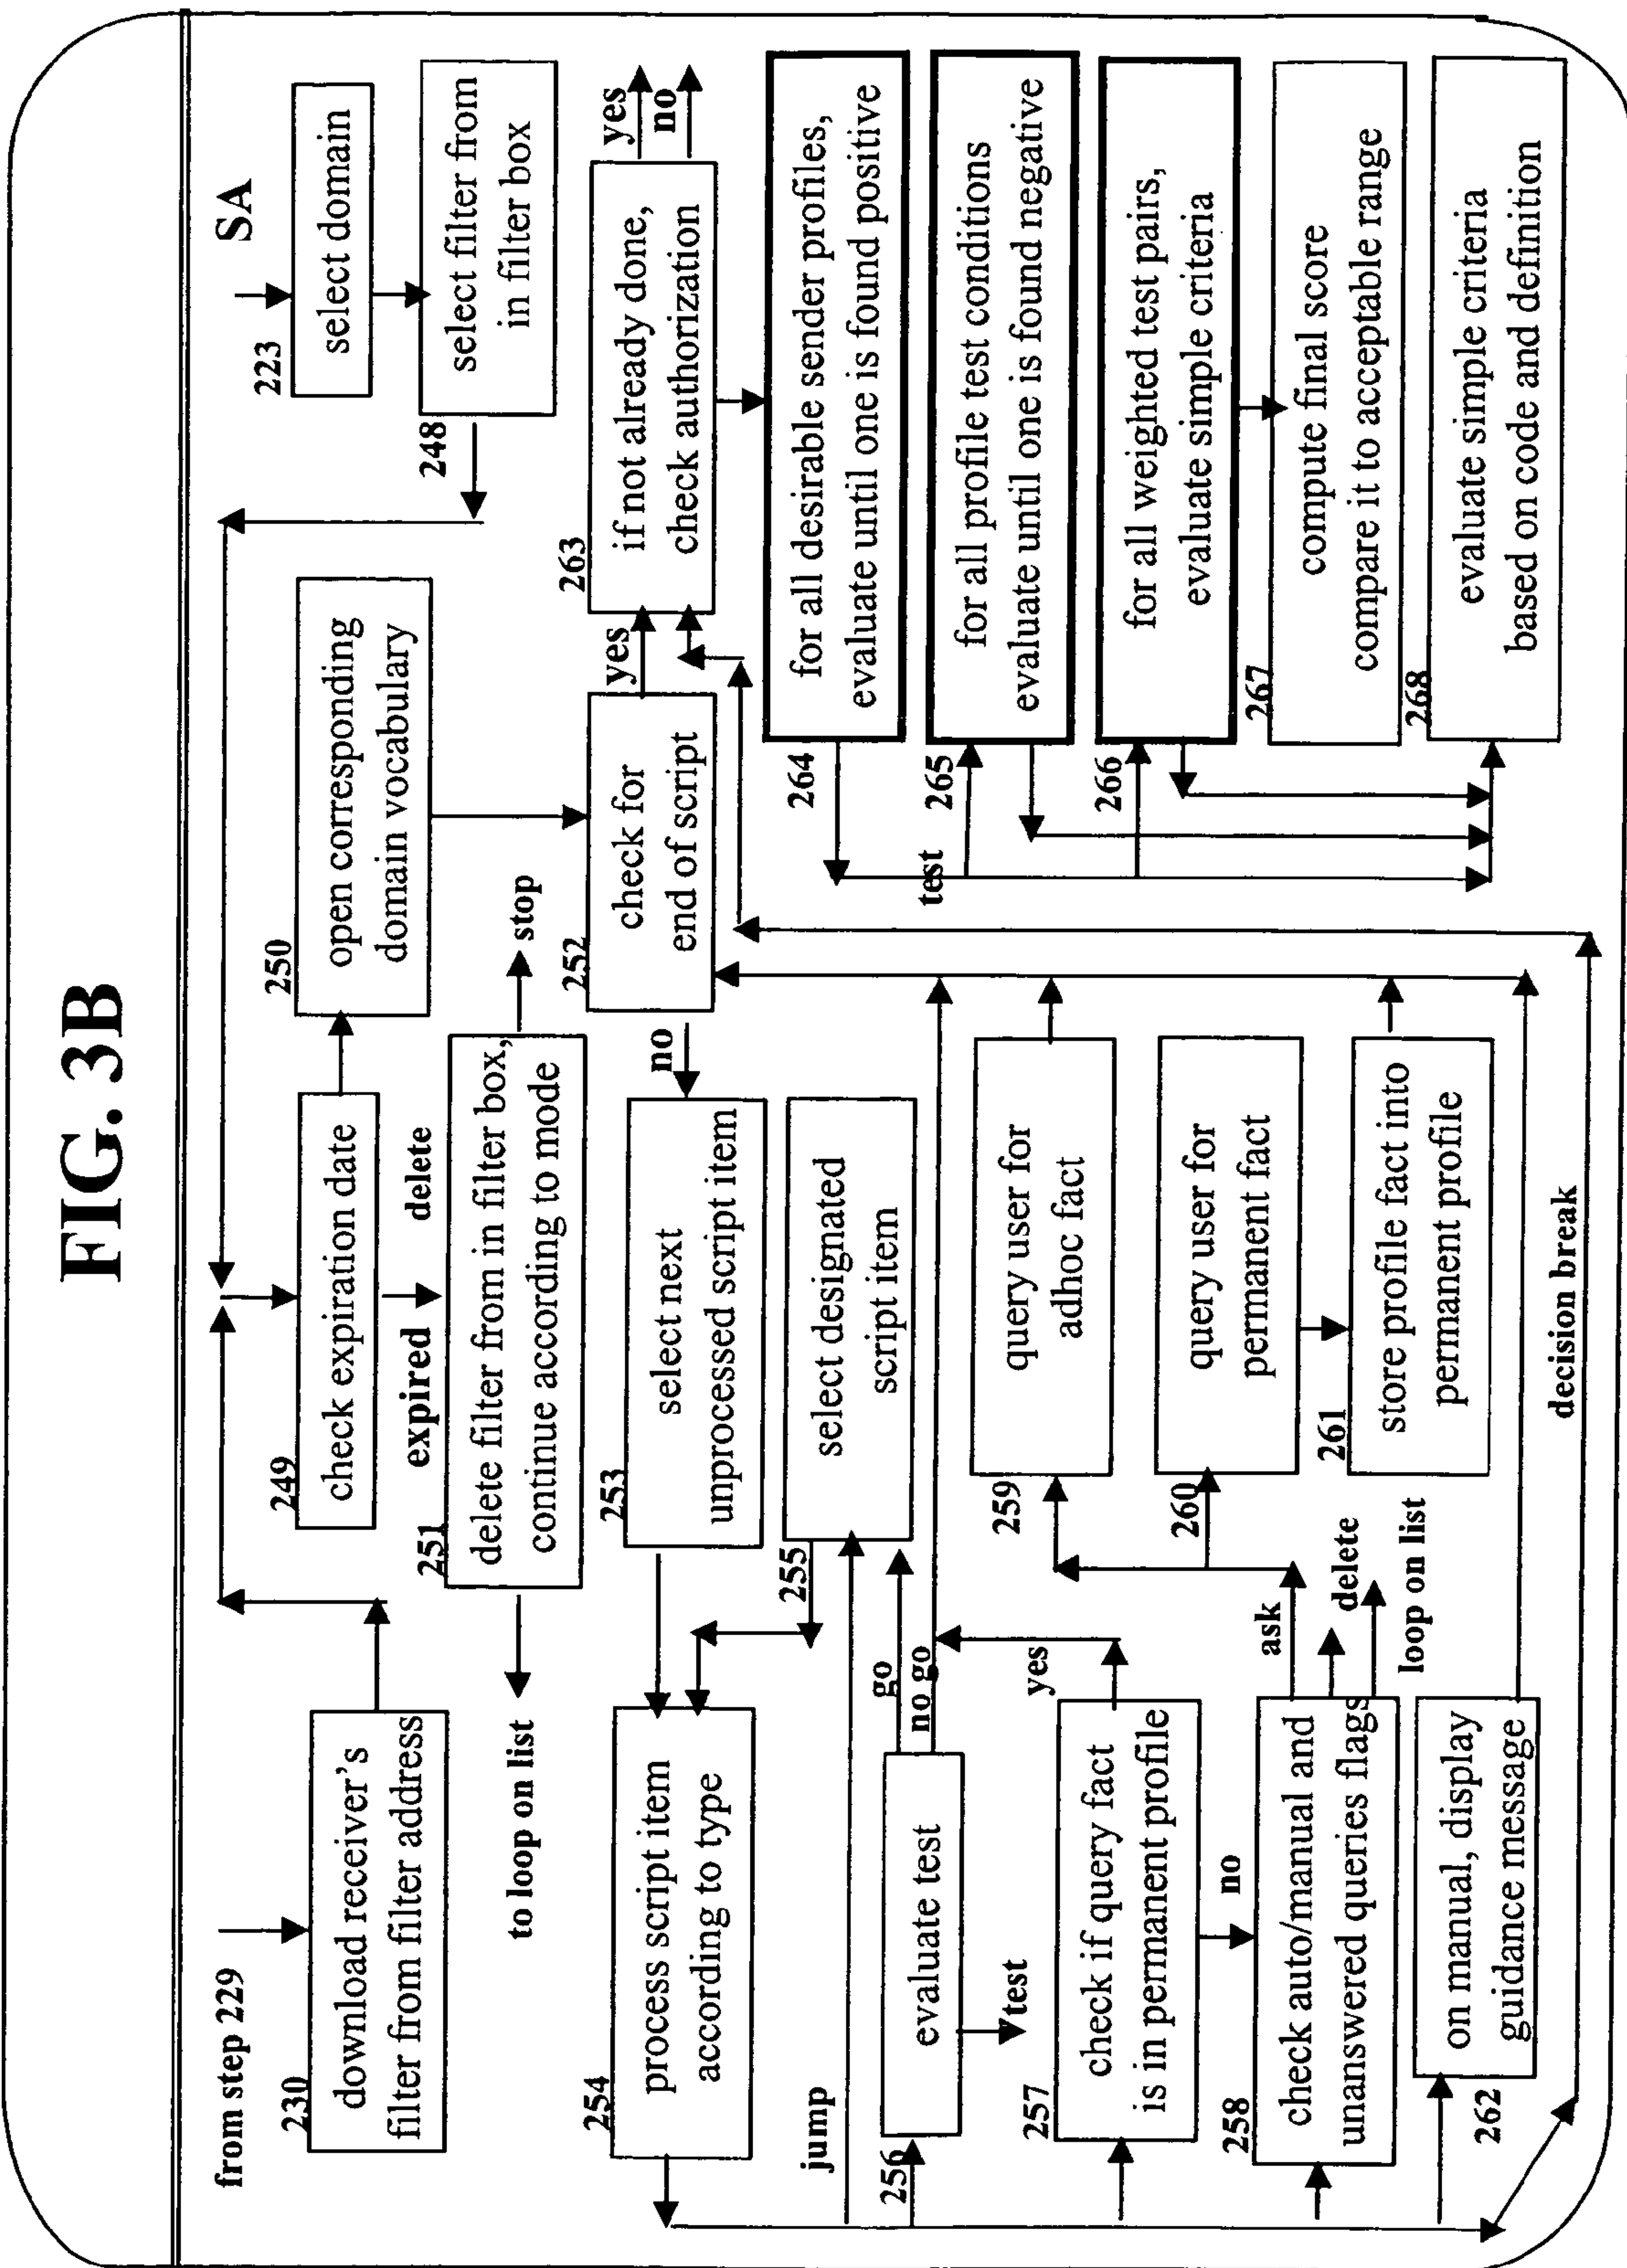 FIG. 3B
from step 229
230
download receiver's
filter from filter address
249
check expiration date
expired
delete
250
open corresponding
domain vocabulary
SA
223
select domain
248
select filter from
in filter box
251
delete filter from in filter box,
continue according to mode
to loop on list
stop
252
check for
end of script
yes
no
263
if not already done,
check authorization
yes
no
253
select next
unprocessed script item
254
process script item
according to type
255
select designated
script item
jump
256
evaluate test
go
no go
test
257
check if query fact
is in permanent profile
yes
no
258
check auto/manual and
unanswered queries flags
ask
delete
loop on list
259
query user for
adhoc fact
260
query user for
permanent fact
261
store profile fact into
permanent profile
262
on manual, display
guidance message
decision break
264
for all desirable sender profiles,
evaluate until one is found positive
test
265
for all profile test conditions
evaluate until one is found negative
266
for all weighted test pairs,
evaluate simple criteria
267
compute final score
compare it to acceptable range
268
evaluate simple criteria
based on code and definition